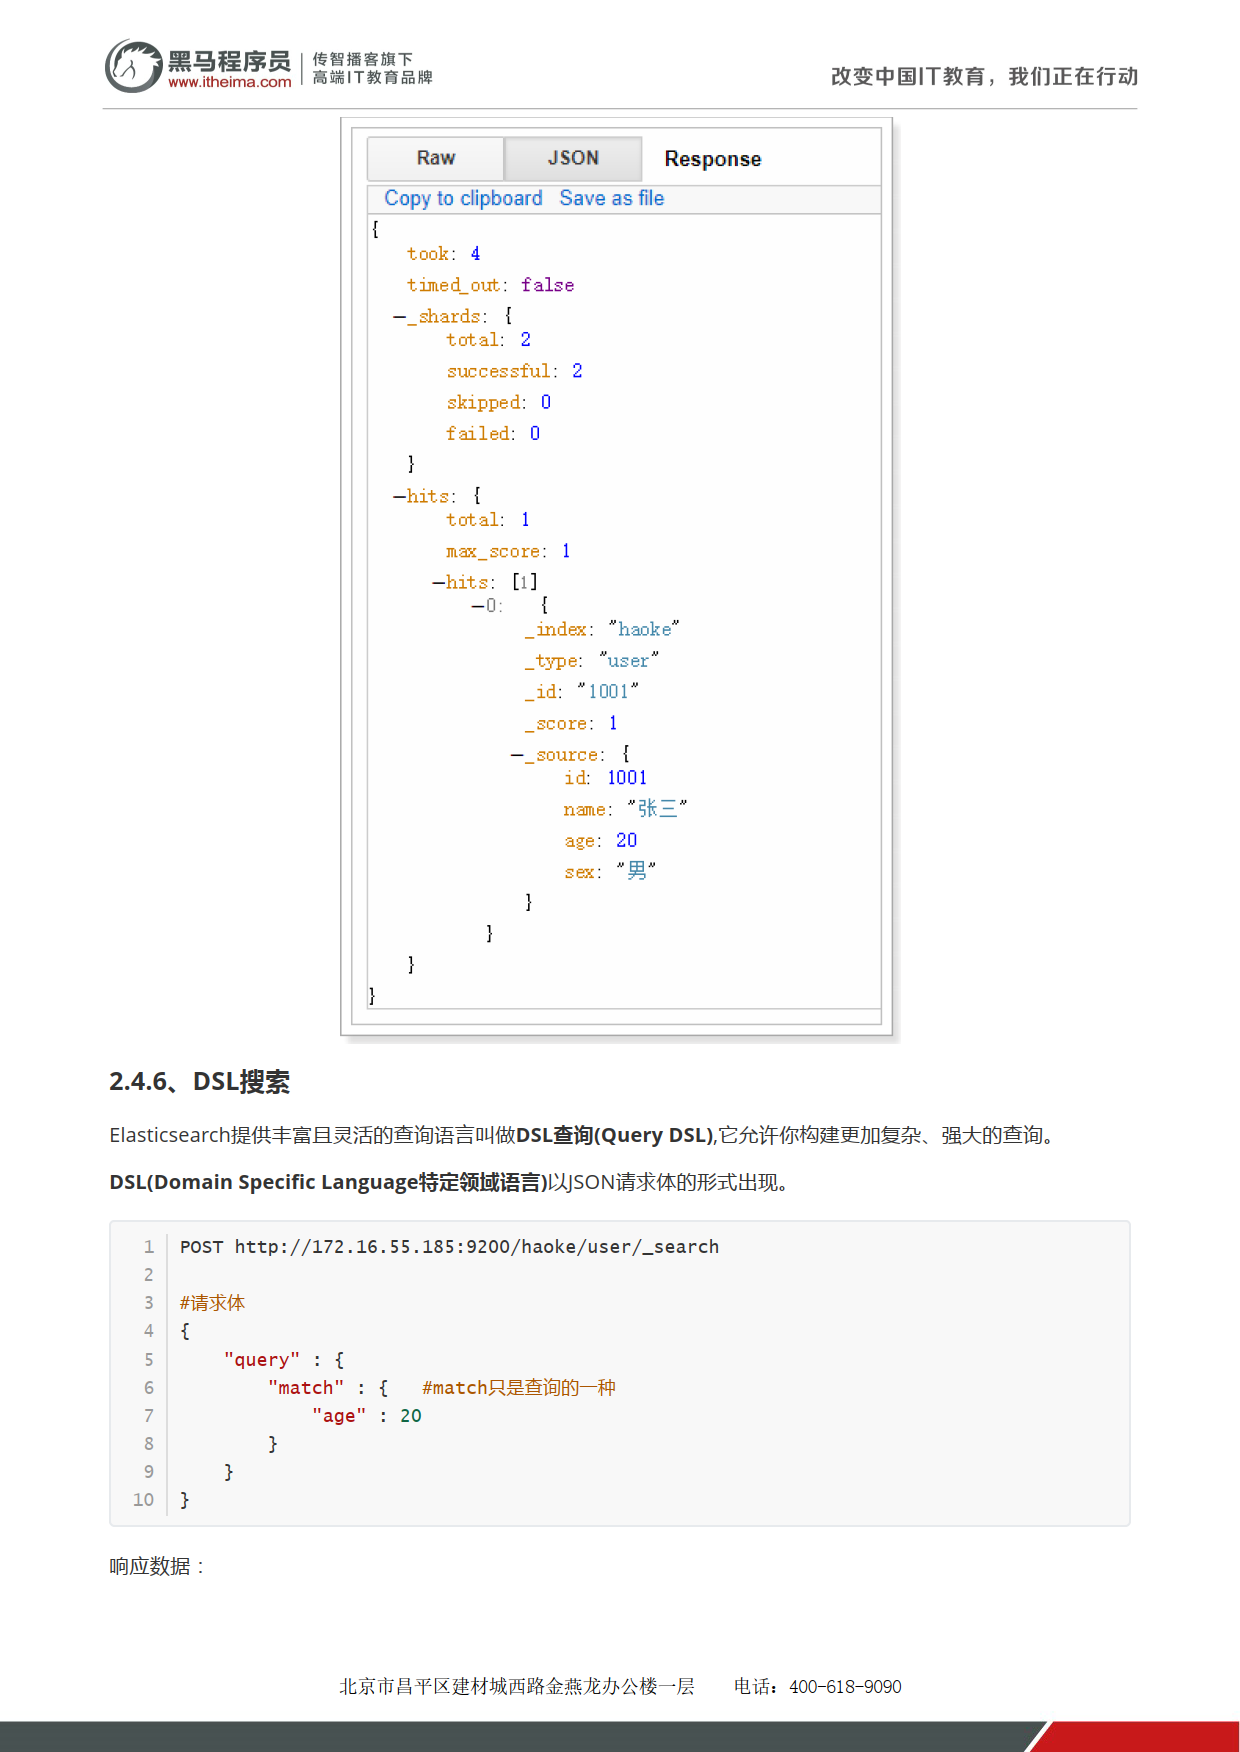 黑马程序员
www.itheima.com
传智播客旗下
高端IT教育品牌
改变中国IT教育，我们正在行动
Raw JSON Response
Copy to clipboard Save as file
{
took: 4
timed_out: false
−_shards: {
total: 2
successful: 2
skipped: 0
failed: 0
}
−hits: {
total: 1
max_score: 1
−hits: [1]
−0: {
_index: "haoke"
_type: "user"
_id: "1001"
_score: 1
−_source: {
id: 1001
name: "张三"
age: 20
sex: "男"
}
}
}
}
2.4.6、DSL搜索
Elasticsearch提供丰富且灵活的查询语言叫做DSL查询(Query DSL),它允许你构建更加复杂、强大的查询。
DSL(Domain Specific Language特定领域语言)以JSON请求体的形式出现。
1 POST http://172.16.55.185:9200/haoke/user/_search
2
3 #请求体
4 {
5 "query" : {
6 "match" : { #match只是查询的一种
7 "age" : 20
8 }
9 }
10 }
响应数据：
北京市昌平区建材城西路金燕龙办公楼一层 电话：400-618-9090